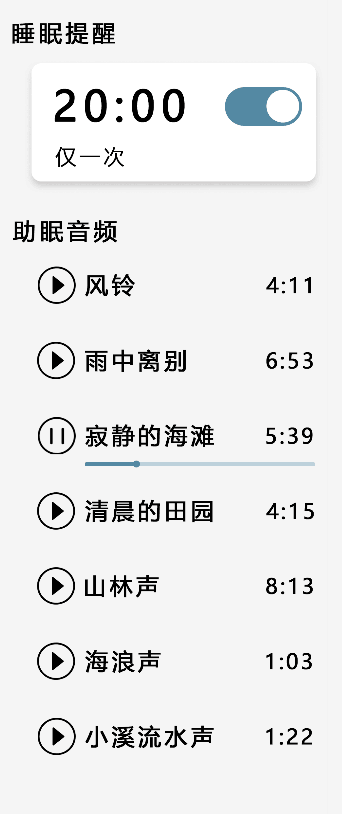 睡眠提醒
20:00
仅一次
助眠音频
风铃 4:11
雨中离别 6:53
寂静的海滩 5:39
清晨的田园 4:15
山林声 8:13
海浪声 1:03
小溪流水声 1:22